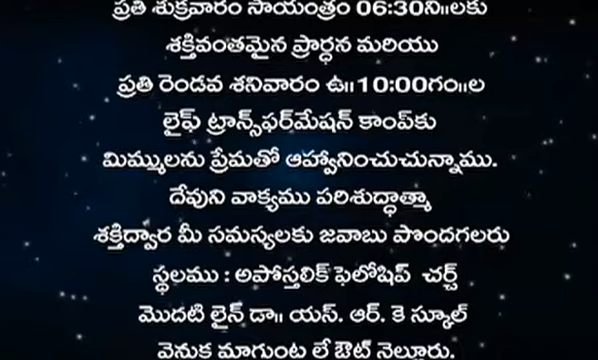 ప్రతి శుక్రవారం సాయంత్రం 06:30ని॥లకు
శక్తివంతమైన ప్రార్ధన మరియు
ప్రతి రెండవ శనివారం ఉ॥10:00గం॥ల
లైఫ్ ట్రాన్స్‌ఫర్‌మేషన్ కాంప్‌కు
మిమ్ములను ప్రేమతో ఆహ్వానించుచున్నాము.
దేవుని వాక్యము పరిశుద్ధాత్మా
శక్తిద్వార మీ సమస్యలకు జవాబు పొందగలరు
స్థలము : అపోస్తలిక్ ఫెలోషిప్ చర్చ్
మొదటి లైన్ డా॥ యస్. ఆర్. కె స్కూల్
వెనుక మాగుంట లే ఔట్ నెల్లూరు.